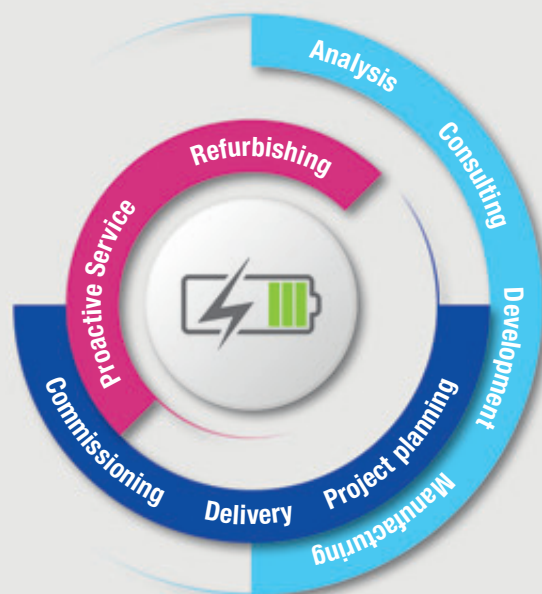 Analysis
Consulting
Development
Manufacturing
Project planning
Delivery
Commissioning
Proactive Service
Refurbishing